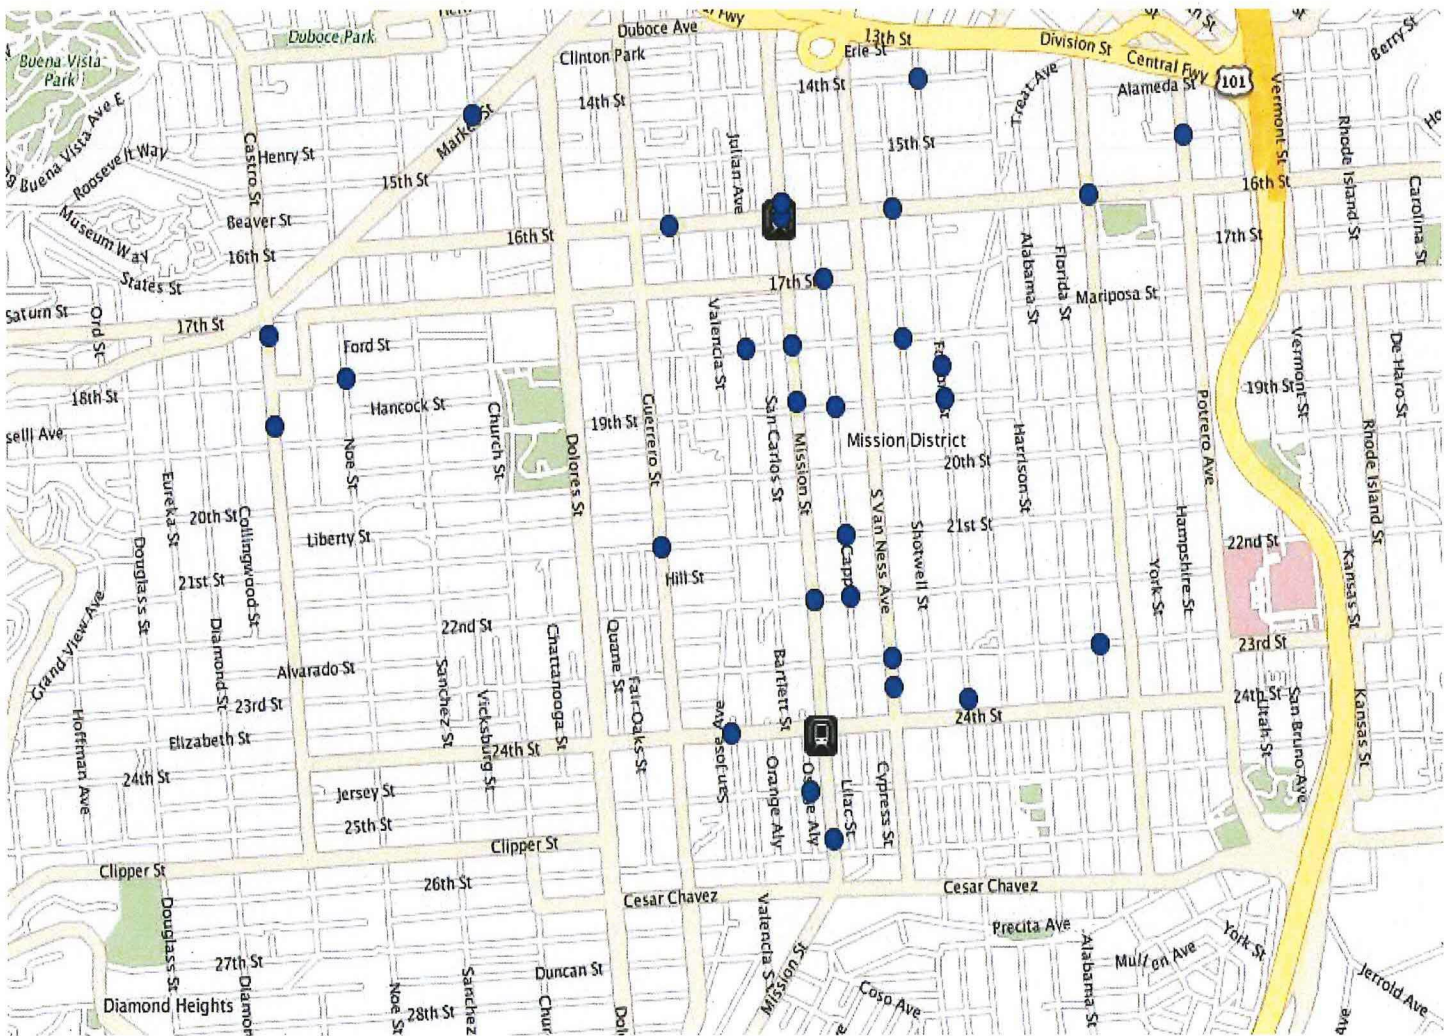 Duboce Park
Duboce Ave
13th St
Erie St
Division St
Central Fwy
Berry St
Buena Vista
Park
Clinton Park
14th St
14th St
Treat Ave
Alameda St
101
Vermont St
Rhode Island St
Buena Vista Ave E
Roosevelt Way
Castro St
Henry St
Market St
15th St
15th St
Julian Ave
16th St
Carolina St
Beaver St
Museum Way
16th St
16th St
17th St
States St
17th St
Alabama St
Florida St
Mariposa St
Saturn St
Ord St
17th St
Ford St
Valencia St
Vermont St
De Haro St
18th St
Hancock St
Church St
19th St
Guerrero St
San Carlos St
19th St
Potrero Ave
selli Ave
Noe St
Dolores St
Mission St
Mission District
20th St
Harrison St
Rhode Island St
Eureka St
20th St
Collingwood St
Liberty St
S Van Ness Ave
Shotwell St
21st St
Hampshire St
22nd St
Kansas St
Douglass St
21st St
Hill St
Capp
York St
Grand View Ave
Diamond St
22nd St
Chattanooga St
Quane St
Bartlett St
23rd St
Alvarado St
Sanchez St
Fair Oaks St
23rd St
Vicksburg St
San Jose Ave
24th St
24th St
Utah St
San Bruno Ave
Kansas St
Hoffman Ave
Elizabeth St
24th St
24th St
Jersey St
Orange Aly
Lilac St
Cypress St
25th St
Clipper St
Clipper St
26th St
Cesar Chavez
Cesar Chavez
Douglass St
Valencia St
Mission St
Precita Ave
Alabama St
Mullen Ave
York St
27th St
Duncan St
Jerrold Ave
Diamond Heights
Noe St
28th St
Sanchez
Coso Ave